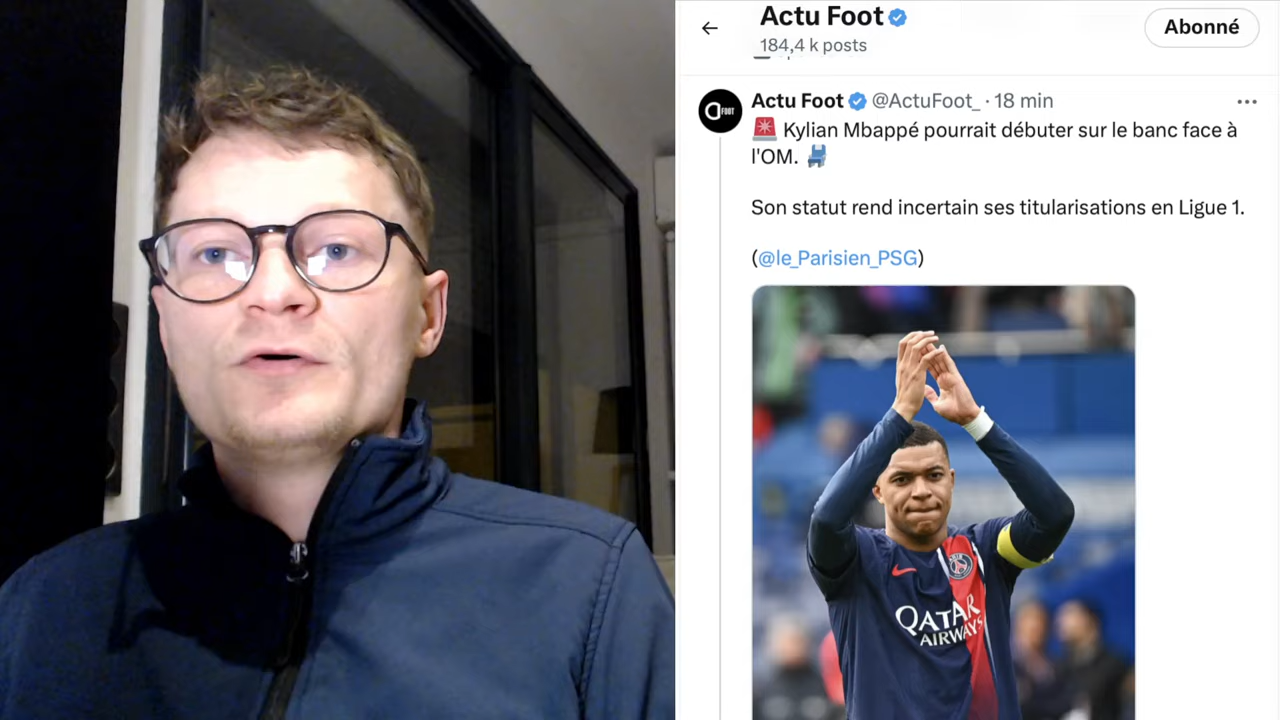 Actu Foot
184,4 k posts
Abonné
Actu Foot @ActuFoot_ · 18 min
🚨 Kylian Mbappé pourrait débuter sur le banc face à
l'OM. 💺
Son statut rend incertain ses titularisations en Ligue 1.
(@le_Parisien_PSG)
FOOT
QATAR
AIRWAYS